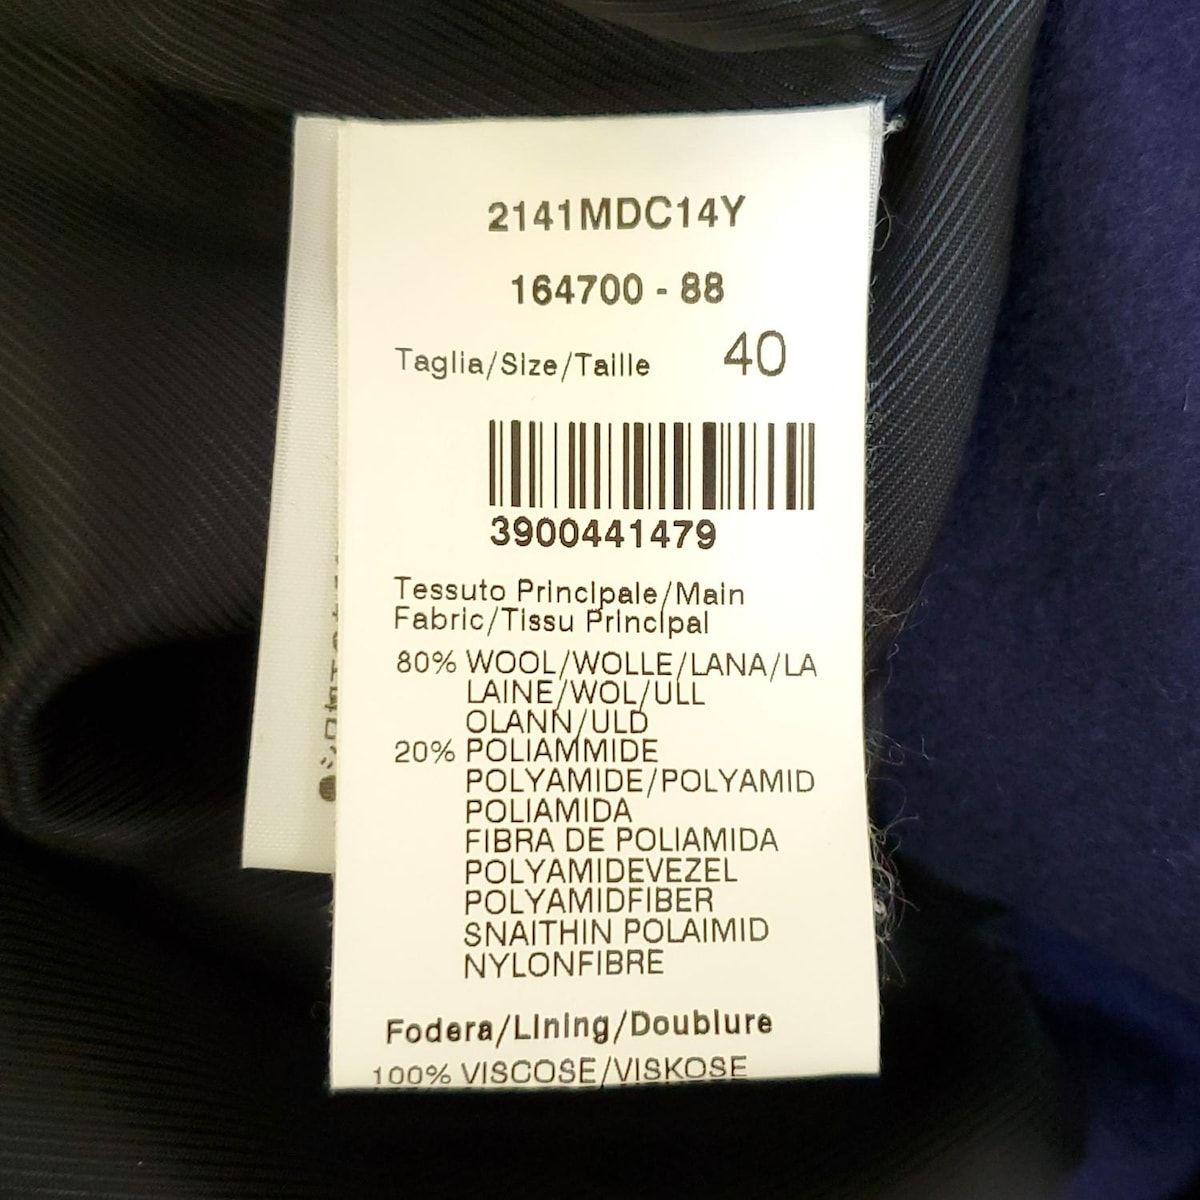 2141MDC14Y
164700 - 88
Taglia/Size/Taille 40
3900441479
Tessuto Principale/Main
Fabric/Tissu Principal
80% WOOL/WOLLE/LANA/LA
LAINE/WOL/ULL
OLANN/ULD
20% POLIAMMIDE
POLYAMIDE/POLYAMID
POLIAMIDA
FIBRA DE POLIAMIDA
POLYAMIDEVEZEL
POLYAMIDFIBER
SNAITHIN POLAIMID
NYLONFIBRE
Fodera/Lining/Doublure
100% VISCOSE/VISKOSE